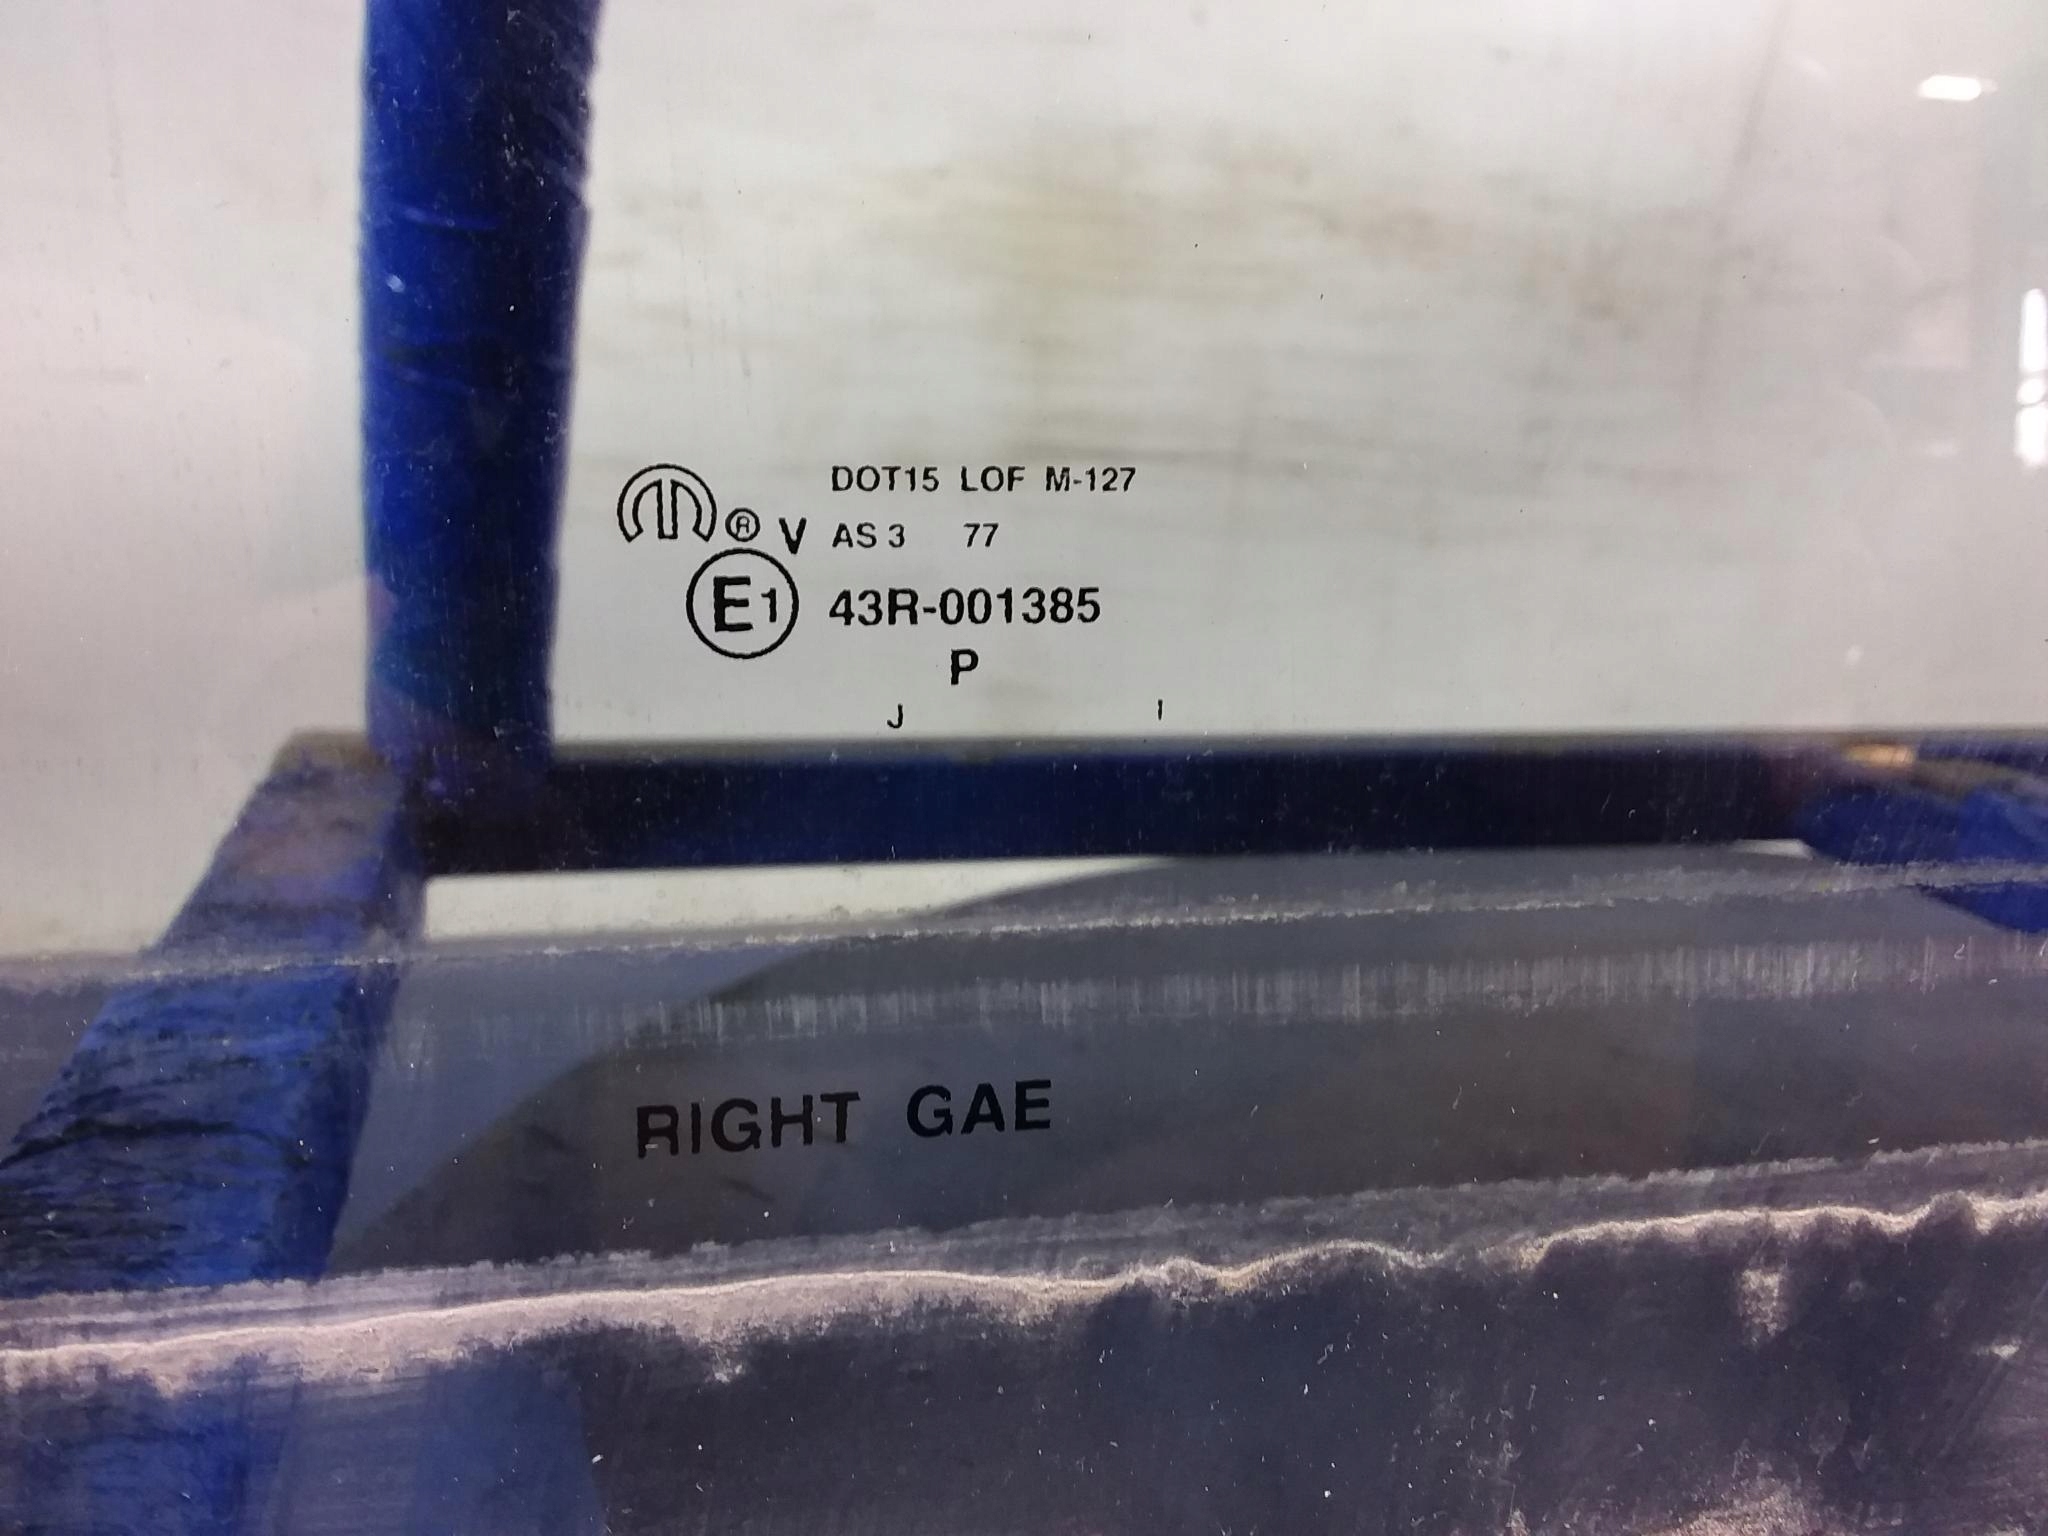 ® V DOT15 LOF M-127
AS 3 77
E1 43R-001385
P
J I
RIGHT GAE